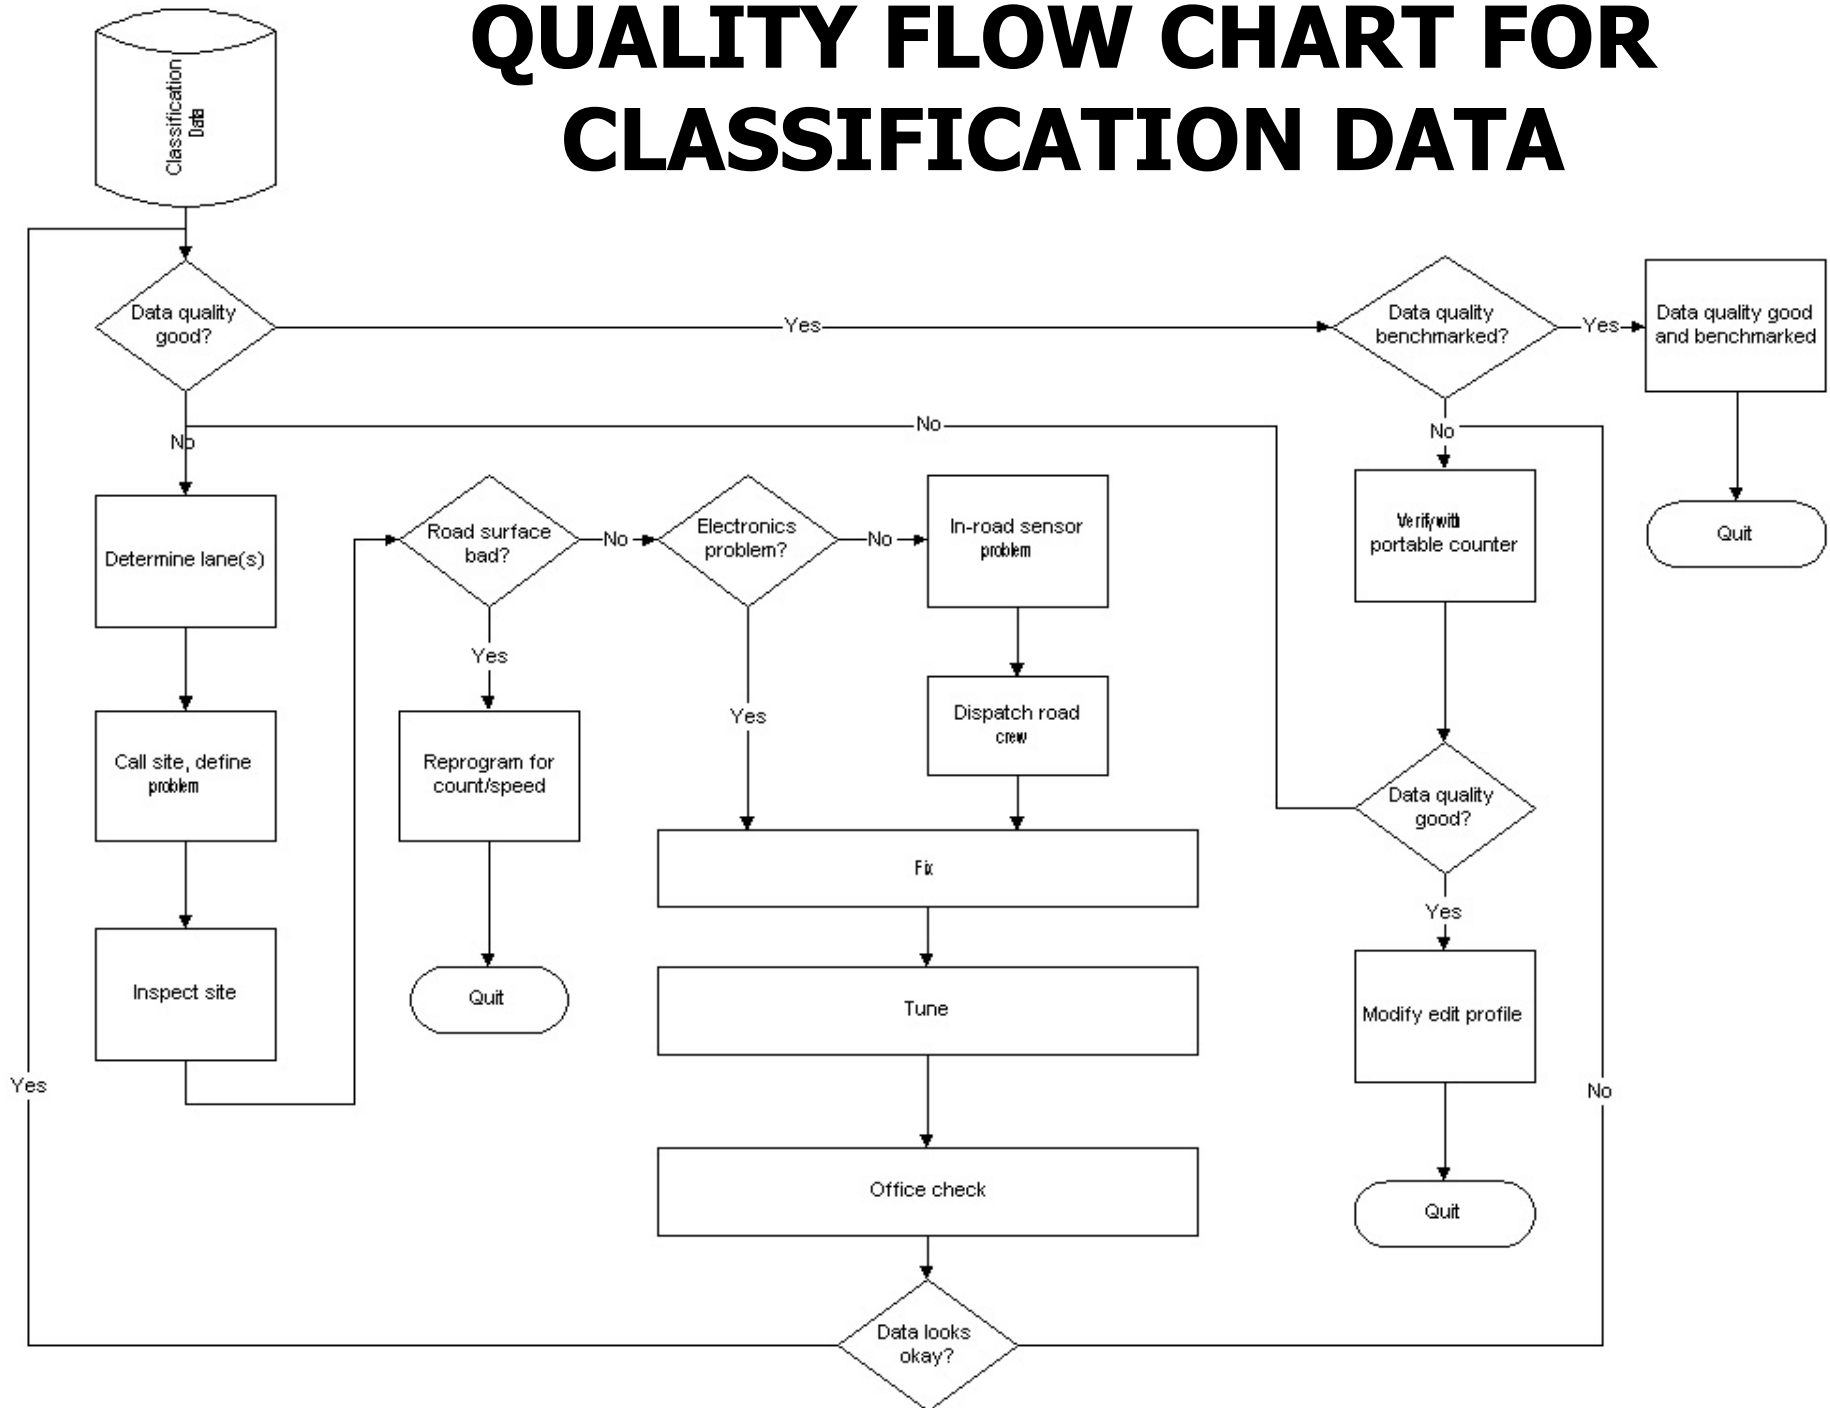 QUALITY FLOW CHART FOR
CLASSIFICATION DATA
Classification
Data
Data quality
good?
Yes
Data quality
benchmarked?
Yes
Data quality good
and benchmarked
No
No
No
Determine lane(s)
Road surface
bad?
No
Electronics
problem?
No
In-road sensor
problem
Verify with
portable counter
Quit
Yes
Yes
Dispatch road
crew
Call site, define
problem
Reprogram for
count/speed
Data quality
good?
Fix
Yes
Inspect site
Quit
Tune
Modify edit profile
Yes
No
Office check
Quit
Data looks
okay?